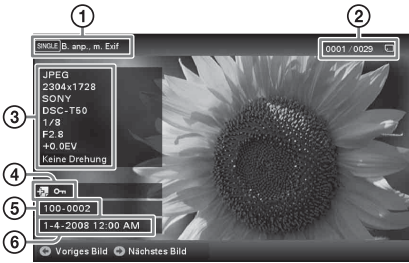 1
2
SINGLE B. anp., m. Exif
0001 / 0029
3
JPEG
2304x1728
SONY
DSC-T50
1/8
F2.8
+0.0EV
Keine Drehung
4
5
100-0002
6
1-4-2008 12:00 AM
Voriges Bild Nächstes Bild